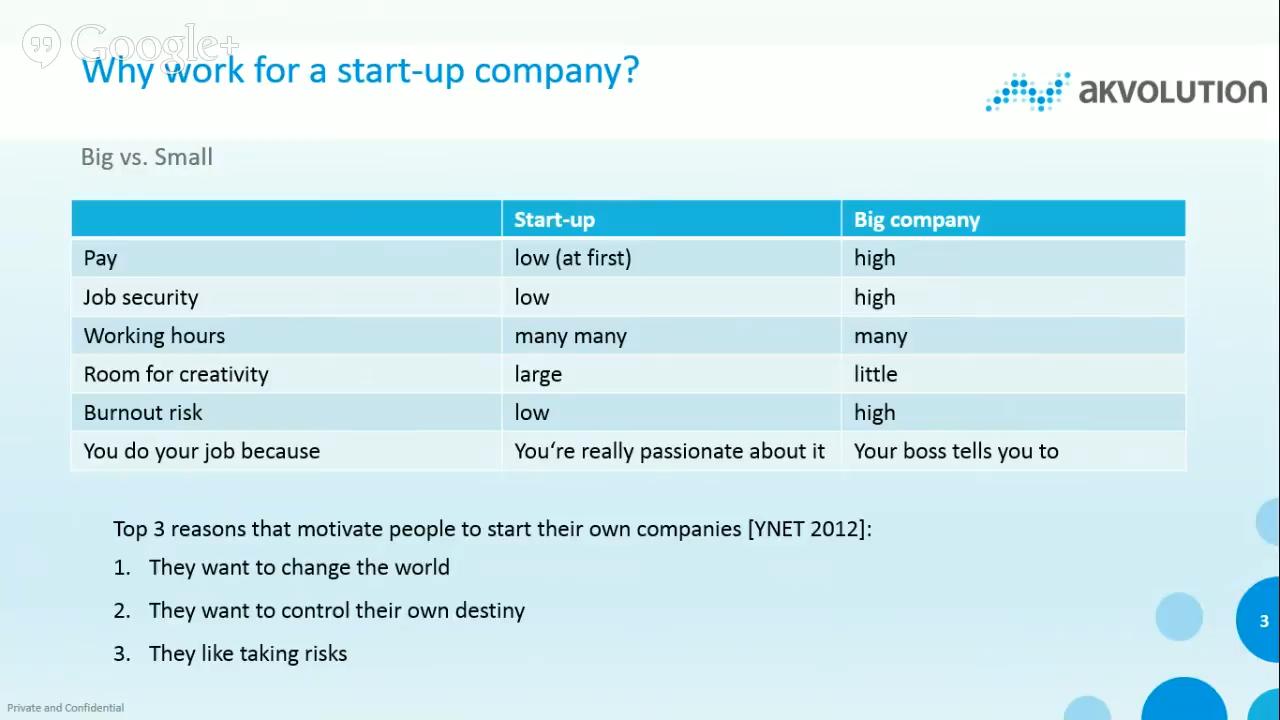 Google+
Why work for a start-up company?
AKVOLUTION
Big vs. Small
Start-up Big company
Pay low (at first) high
Job security low high
Working hours many many many
Room for creativity large little
Burnout risk low high
You do your job because You‘re really passionate about it Your boss tells you to
Top 3 reasons that motivate people to start their own companies [YNET 2012]:
1. They want to change the world
2. They want to control their own destiny
3. They like taking risks
3
Private and Confidential